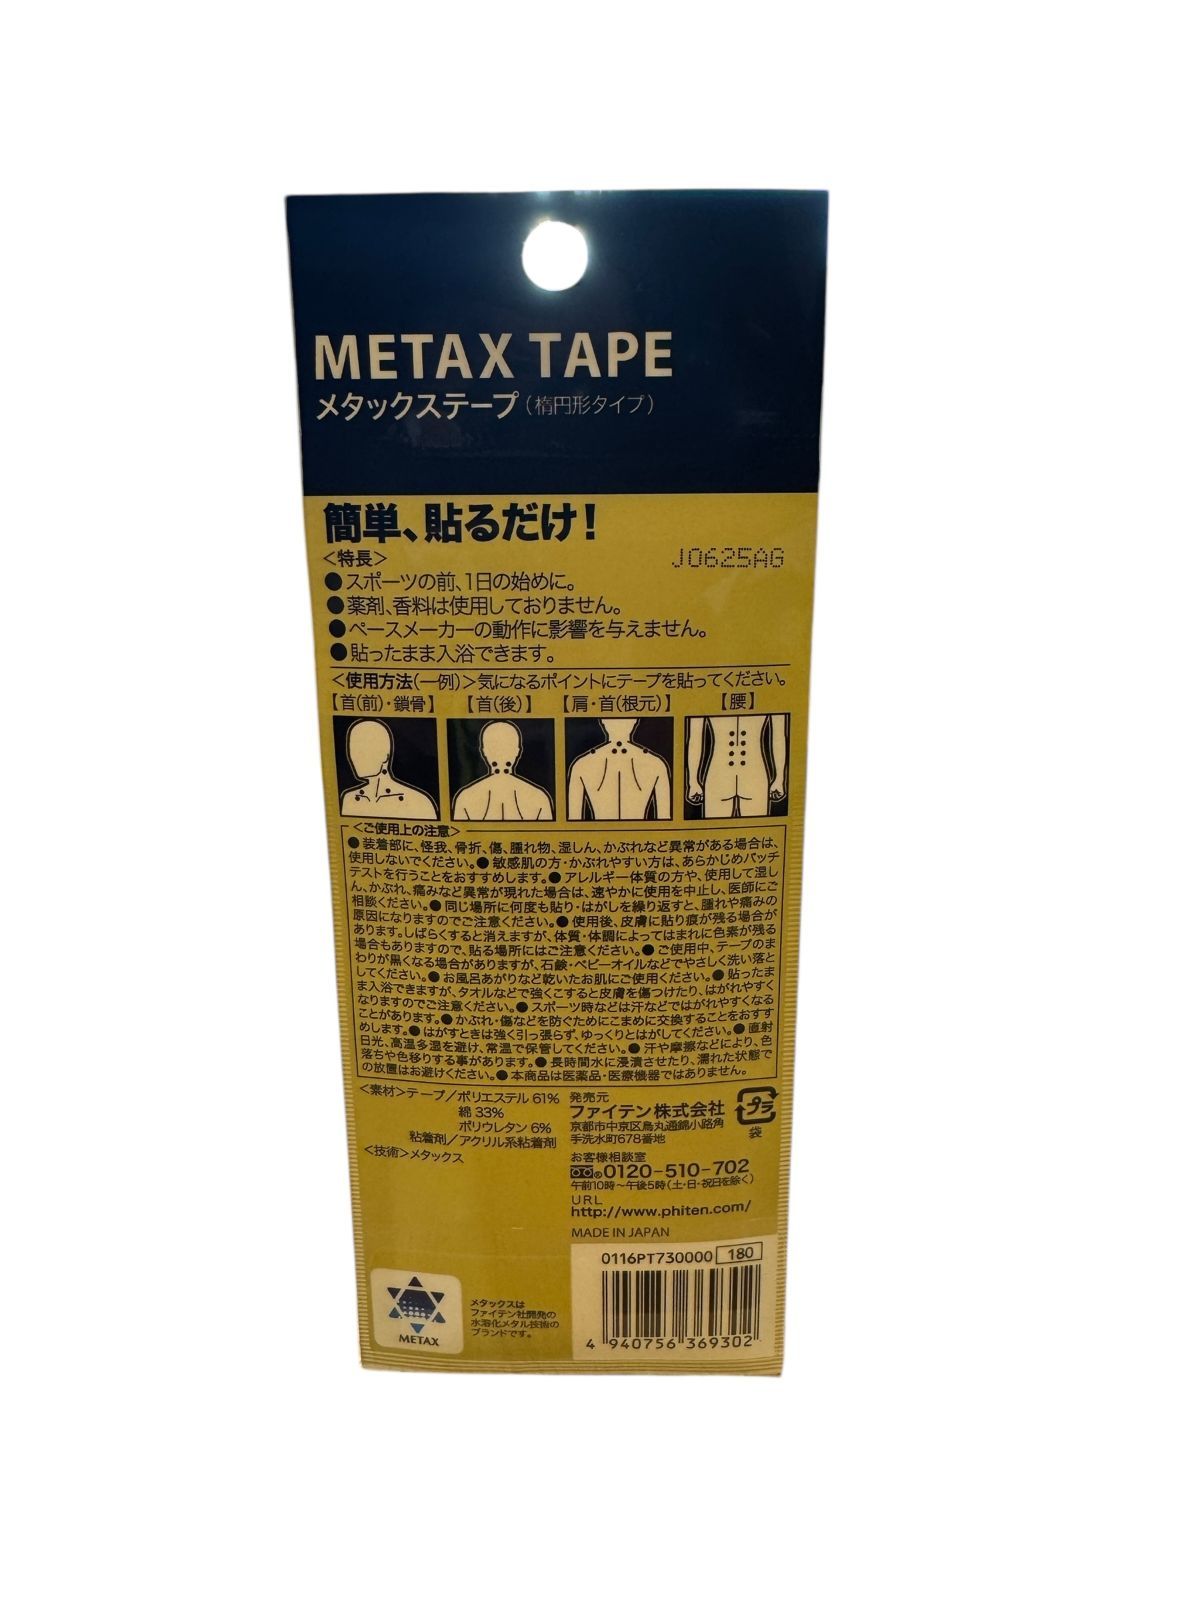 METAX TAPE
メタックステープ（楕円形タイプ）
簡単、貼るだけ！
＜特長＞
J0625AG
●スポーツの前、1日の始めに。
●薬剤、香料は使用しておりません。
●ペースメーカーの動作に影響を与えません。
●貼ったまま入浴できます。
＜使用方法（一例）＞気になるポイントにテープを貼ってください。
【首（前）・鎖骨】 【首（後）】 【肩・首（根元）】 【腰】
＜ご使用上の注意＞
●装着部に、怪我、骨折、傷、腫れ物、湿しん、かぶれなど異常がある場合は、
使用しないでください。●敏感肌の方・かぶれやすい方は、あらかじめパッチ
テストを行うことをおすすめします。●アレルギー体質の方や、使用して湿し
ん、かぶれ、痛みなど異常が現れた場合は、速やかに使用を中止し、医師にご
相談ください。●同じ場所に何度も貼り・はがしを繰り返すと、腫れや痛みの
原因になりますのでご注意ください。●使用後、皮膚に貼り痕が残る場合が
あります。しばらくすると消えますが、体質・体調によってはまれに色素が残る
場合もありますので、貼る場所にはご注意ください。●ご使用中、テープのま
わりが黒くなる場合がありますが、石鹸・ベビーオイルなどでやさしく洗い落と
してください。●お風呂あがりなど乾いたお肌にご使用ください。●貼ったま
ま入浴できますが、タオルなどで強くこすると皮膚を傷つけたり、はがれやすく
なりますのでご注意ください。●スポーツ時などは汗などではがれやすくなる
ことがあります。●かぶれ・傷などを防ぐためにこまめに交換することをおすす
めします。●はがすときは強く引っ張らず、ゆっくりとはがしてください。●直射
日光、高温多湿を避け、常温で保管してください。●汗や摩擦などにより、色
落ちや色移りする事があります。●長時間水に浸漬させたり、濡れた状態で
の放置はお避けください。●本商品は医薬品・医療機器ではありません。
＜素材＞テープ／ポリエステル 61%
綿 33%
ポリウレタン 6%
粘着剤／アクリル系粘着剤
＜技術＞メタックス
発売元
ファイテン株式会社
京都市中京区烏丸通錦小路角
手洗水町678番地
プラ
袋
お客様相談室
0120-510-702
午前10時～午後5時（土・日・祝日を除く）
URL
http://www.phiten.com/
MADE IN JAPAN
0116PT730000 180
4 940756 369302
METAX
メタックスは
ファイテン社開発の
水溶化メタル技術の
ブランドです。